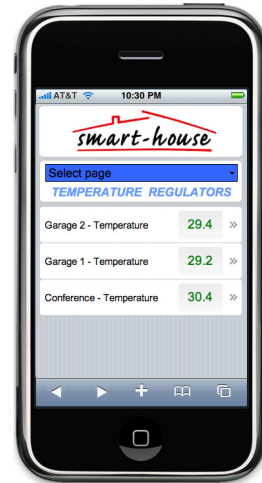 AT&T 10:30 PM
smart-house
Select page
TEMPERATURE REGULATORS
Garage 2 - Temperature 29.4 »
Garage 1 - Temperature 29.2 »
Conference - Temperature 30.4 »